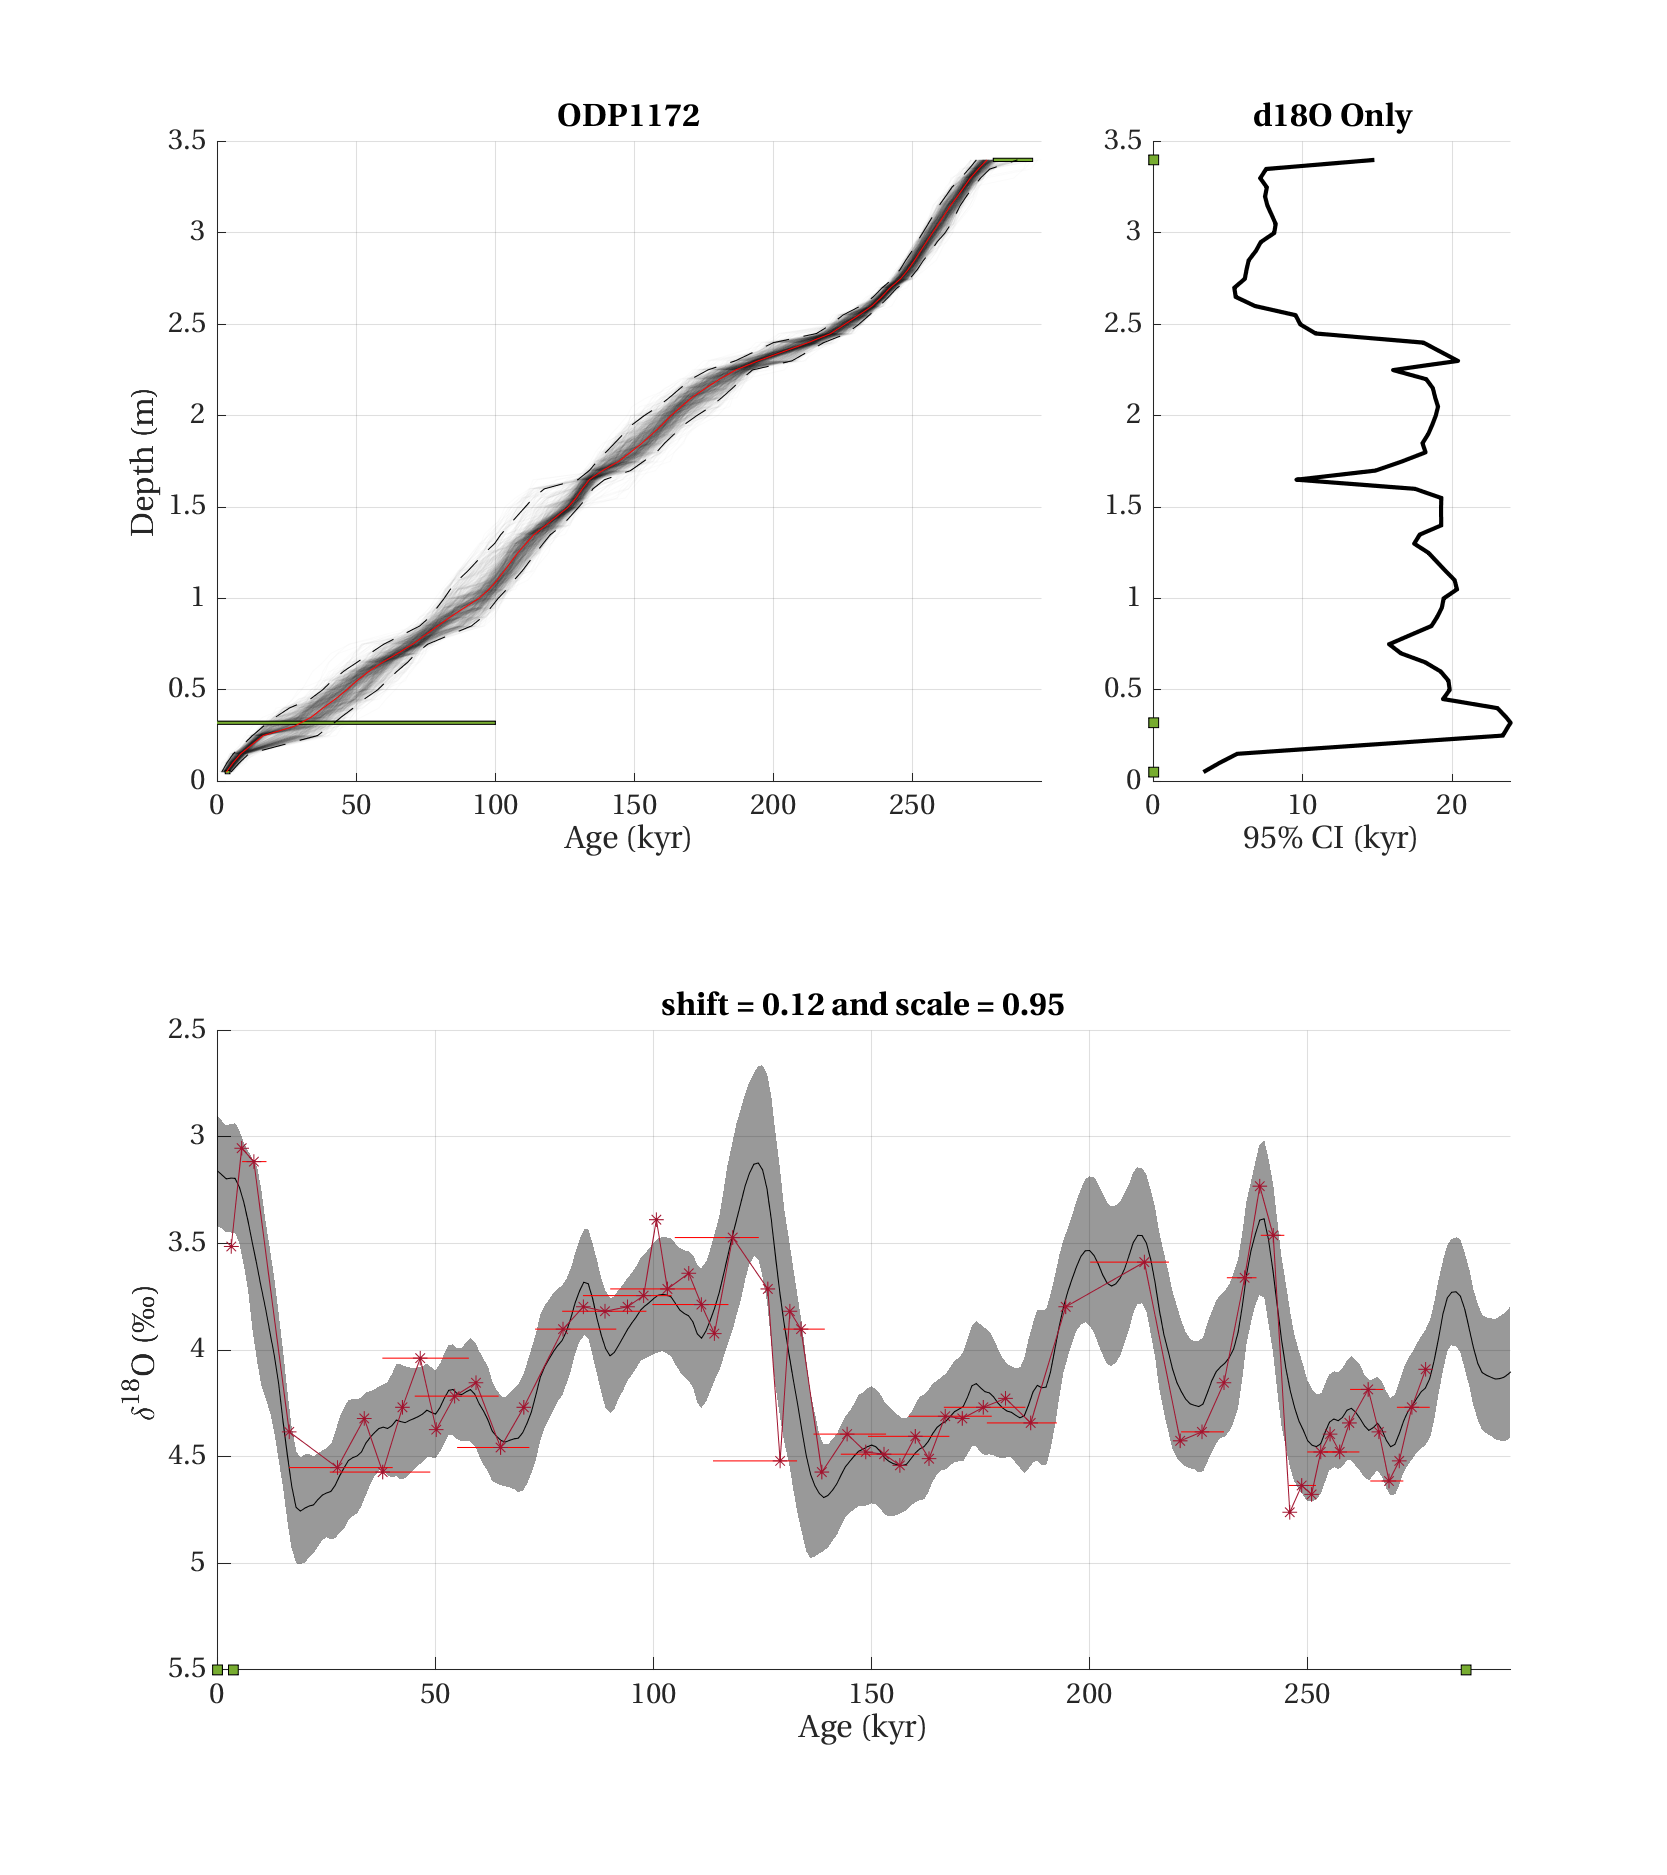 ODP1172
3.5
3
2.5
2
1.5
1
0.5
0
0 50 100 150 200 250
Age (kyr)
Depth (m)
d18O Only
3.5
3
2.5
2
1.5
1
0.5
0
0 10 20
95% CI (kyr)
shift = 0.12 and scale = 0.95
2.5
3
3.5
4
4.5
5
5.5
0 50 100 150 200 250
Age (kyr)
δ¹⁸O (‰)